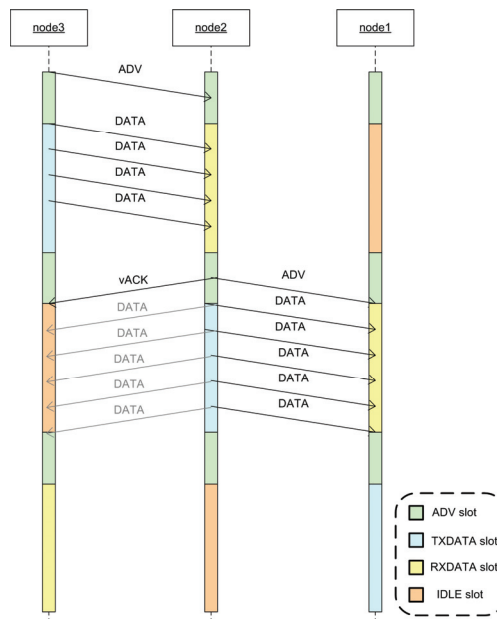 node3 node2 node1
ADV
DATA
DATA
DATA
DATA
vACK ADV
DATA DATA
DATA DATA
DATA DATA
DATA DATA
DATA DATA
ADV slot
TXDATA slot
RXDATA slot
IDLE slot